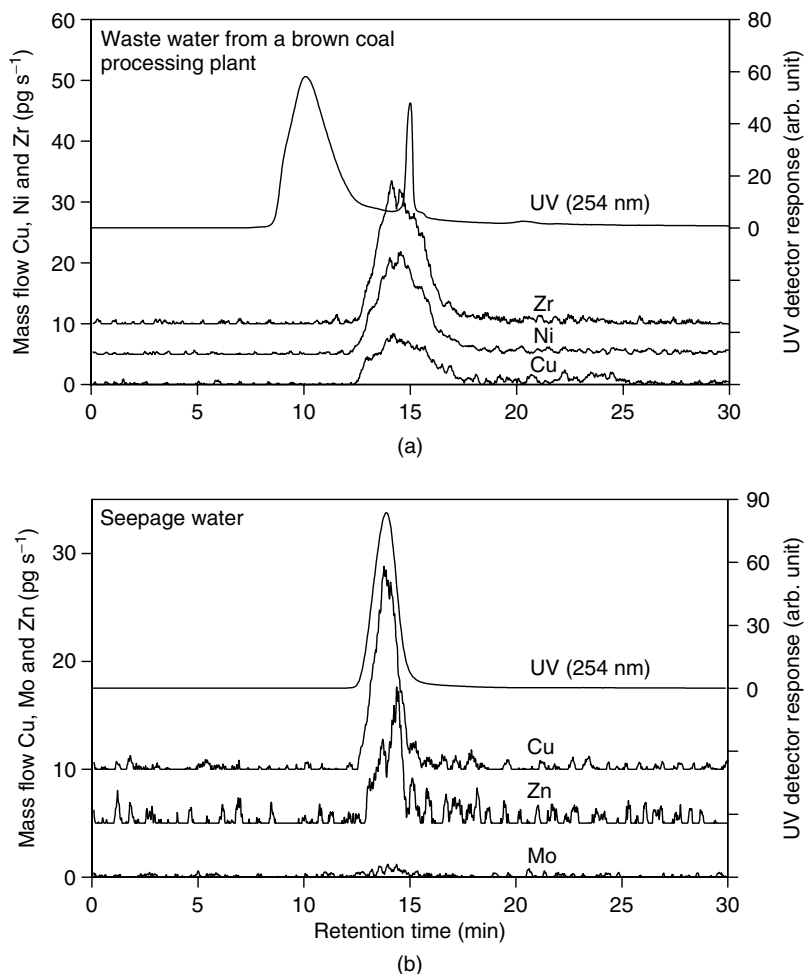 Waste water from a brown coal
processing plant
Mass flow Cu, Ni and Zr (pg s⁻¹)
60
50
40
30
20
10
0
UV detector response (arb. unit)
80
60
40
20
0
UV (254 nm)
Zr
Ni
Cu
0 5 10 15 20 25 30
(a)
Seepage water
Mass flow Cu, Mo and Zn (pg s⁻¹)
30
20
10
0
UV detector response (arb. unit)
90
60
30
0
UV (254 nm)
Cu
Zn
Mo
0 5 10 15 20 25 30
Retention time (min)
(b)